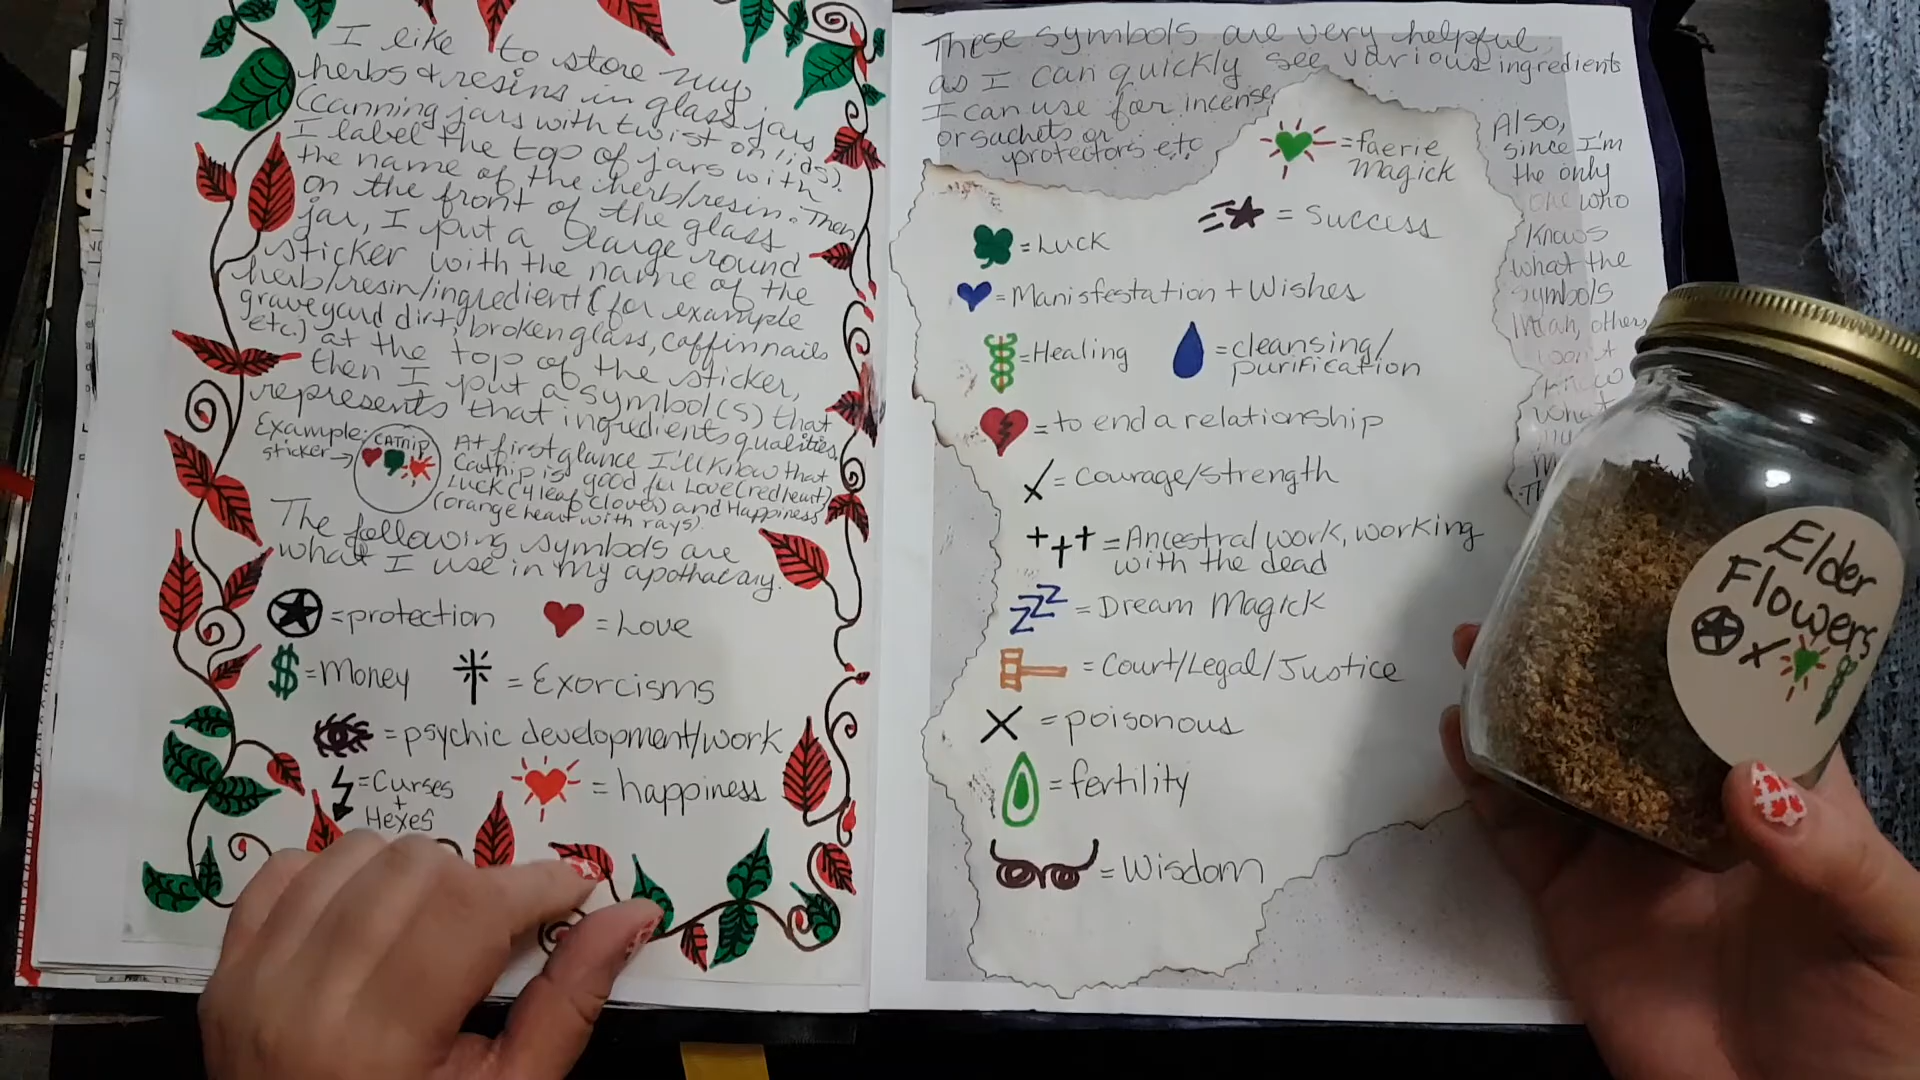 I like to store my
herbs + resins in glass jars
(canning jars with twist on lids).
I label the top of jars with
the name of the herb/resin. Then
on the front of the glass
jar, I put a large round
sticker with the name of the
herb/resin/ingredient (for example
graveyard dirt, broken glass, coffin nails
etc.) at the top of the sticker,
then I put a symbol(s) that
represents that ingredients qualities.
Example:
sticker→
CATNIP
At first glance I'll know that
Catnip is good for Love (red heart)
Luck (4 leaf clover) and Happiness
(orange heart with rays).
The following symbols are
what I use in my apothecary.
=protection
=Love
$=Money
=Exorcisms
=psychic development/work
=Curses
+
Hexes
=happiness
These symbols are very helpful,
as I can quickly see various ingredients
I can use for incense
or sachets or
protectors etc
Also,
since I'm
the only
one who
knows
what the
symbols
mean, others
won't
know
what
my
=faerie
magick
=Success
=Luck
=Manisfestation + Wishes
=Healing
=cleansing/
purification
=to end a relationship
=Courage/strength
=Ancestral work, working
with the dead
zzz = Dream Magick
=Court/Legal/Justice
X =poisonous
=fertility
=Wisdom
Elder
Flowers